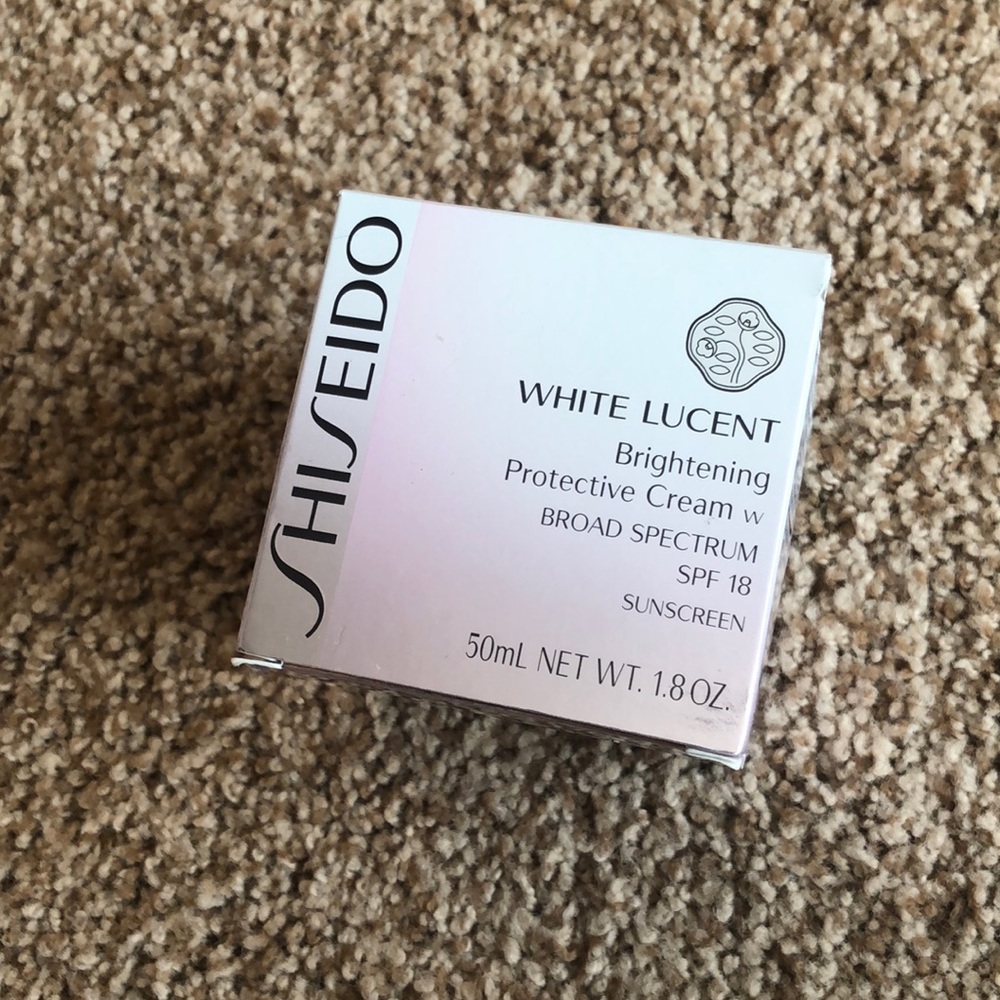 SHISEIDO
WHITE LUCENT
Brightening
Protective Cream W
BROAD SPECTRUM
SPF 18
SUNSCREEN
50mL NET WT. 1.8 OZ.